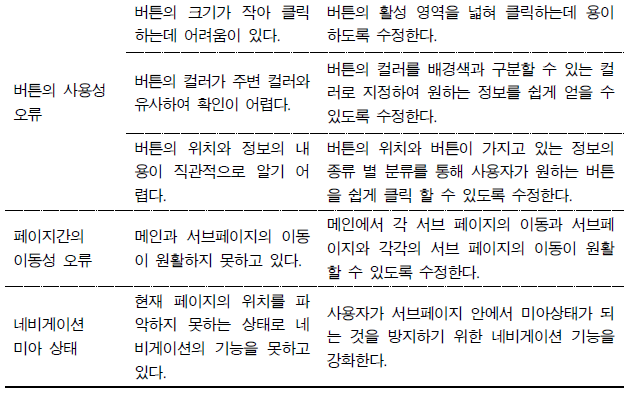 버튼의 크기가 작아 클릭
하는데 어려움이 있다.
버튼의 활성 영역을 넓혀 클릭하는데 용이
하도록 수정한다.
버튼의 사용성
오류
버튼의 컬러가 주변 컬러와
유사하여 확인이 어렵다.
버튼의 컬러를 배경색과 구분할 수 있는 컬
러로 지정하여 원하는 정보를 쉽게 얻을 수
있도록 수정한다.
버튼의 위치와 정보의 내
용이 직관적으로 알기 어
렵다.
버튼의 위치와 버튼이 가지고 있는 정보의
종류 별 분류를 통해 사용자가 원하는 버튼
을 쉽게 클릭 할 수 있도록 수정한다.
페이지간의
이동성 오류
메인과 서브페이지의 이동
이 원활하지 못하고 있다.
메인에서 각 서브 페이지의 이동과 서브페
이지와 각각의 서브 페이지의 이동이 원활
할 수 있도록 수정한다.
네비게이션
미아 상태
현재 페이지의 위치를 파
악하지 못하는 상태로 네
비게이션의 기능을 못하고
있다.
사용자가 서브페이지 안에서 미아상태가 되
는 것을 방지하기 위한 네비게이션 기능을
강화한다.